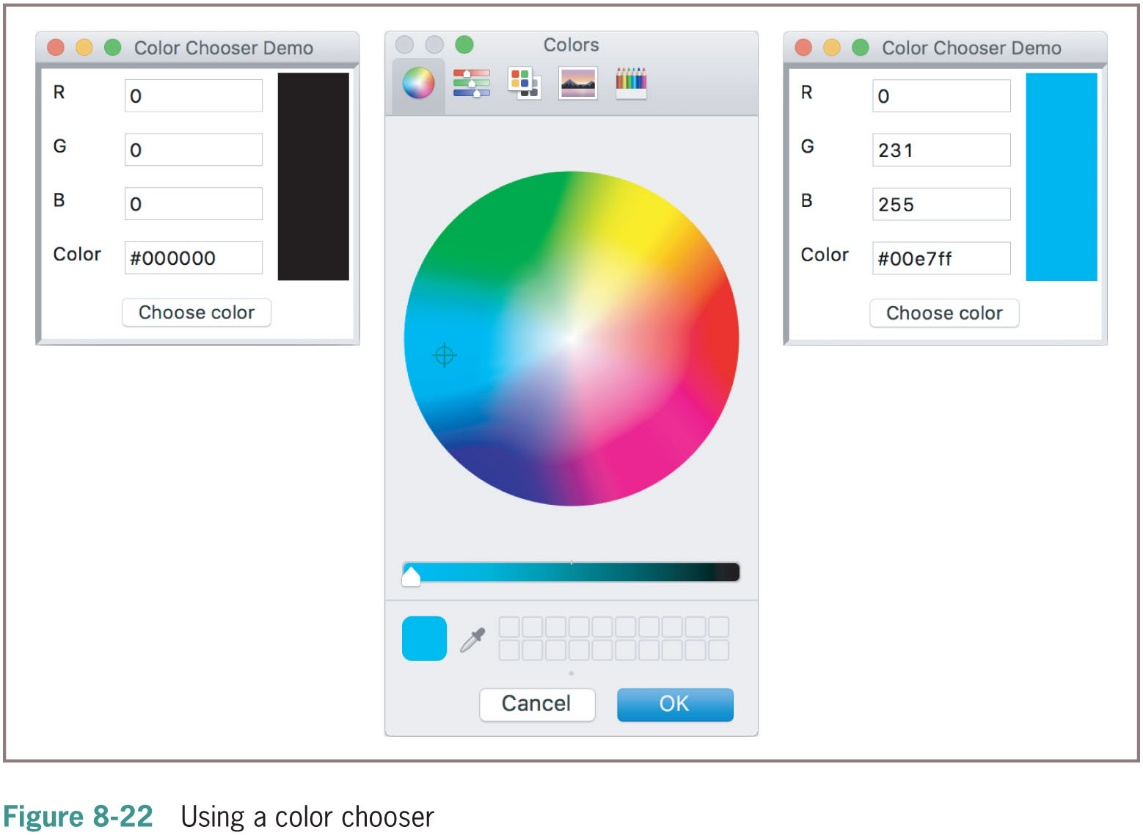 Color Chooser Demo
R 0
G 0
B 0
Color #000000
Choose color
Colors
Cancel OK
Color Chooser Demo
R 0
G 231
B 255
Color #00e7ff
Choose color
Figure 8-22 Using a color chooser